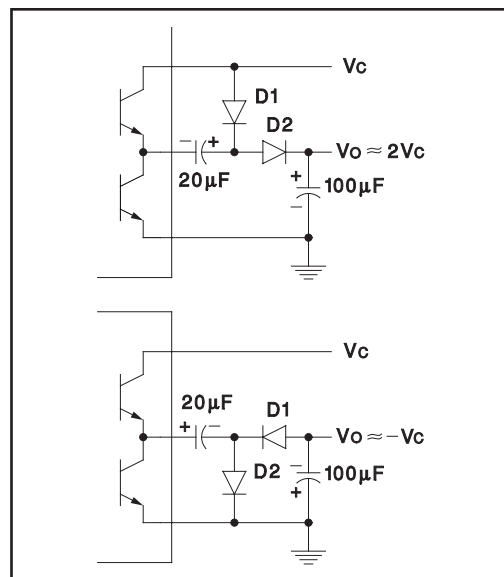 Vc
D1
D2
− +
Vo ≈ 2Vc
20µF
+
100µF
−
Vc
20µF
+ −
D1
Vo ≈ −Vc
D2
−
100µF
+